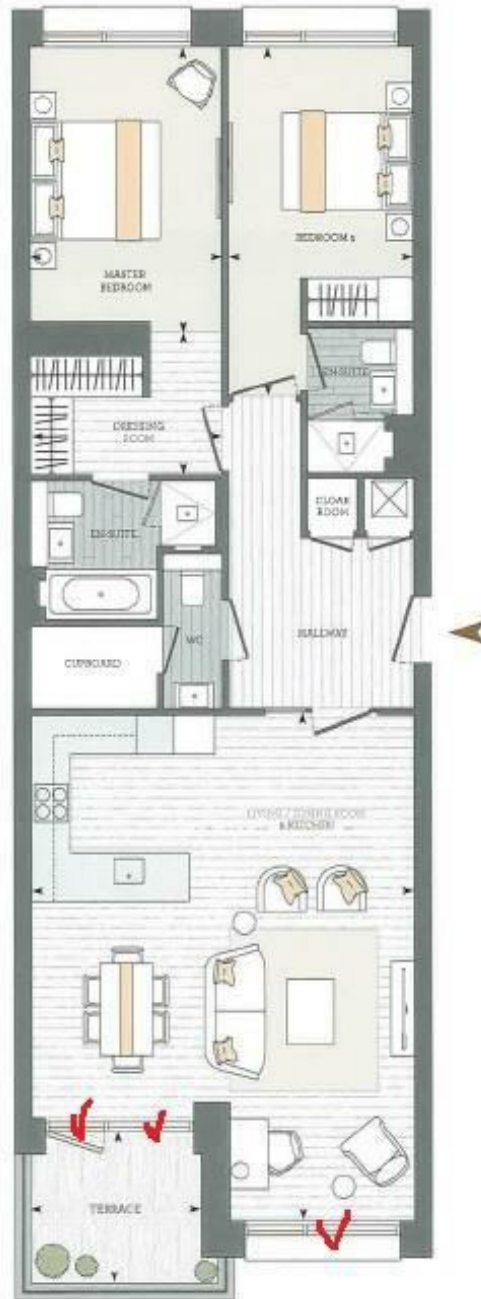 MASTER
BEDROOM
BEDROOM 2
EN-SUITE
DRESSING
ROOM
EN-SUITE
CLOAK
ROOM
WC
HALLWAY
CUPBOARD
LIVING / DINING ROOM
& KITCHEN
TERRACE